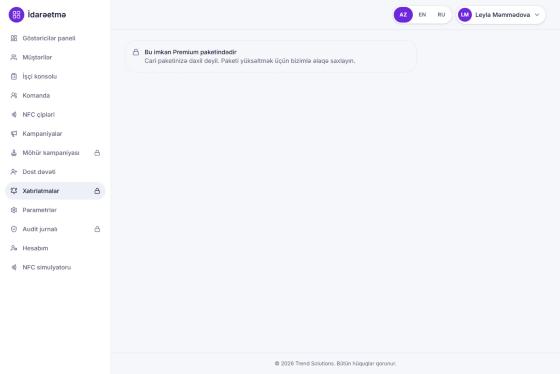 İdarəetmə
AZ EN RU
LM Leyla Məmmədova
Göstəricilər paneli
Müştərilər
İşçi konsolu
Komanda
NFC çipləri
Kampaniyalar
Möhür kampaniyası
Dost dəvəti
Xatırlatmalar
Parametrlər
Audit jurnalı
Hesabım
NFC simulyatoru
Bu imkan Premium paketindədir
Cari paketinizə daxil deyil. Paketi yüksəltmək üçün bizimlə əlaqə saxlayın.
© 2026 Trend Solutions. Bütün hüquqlar qorunur.